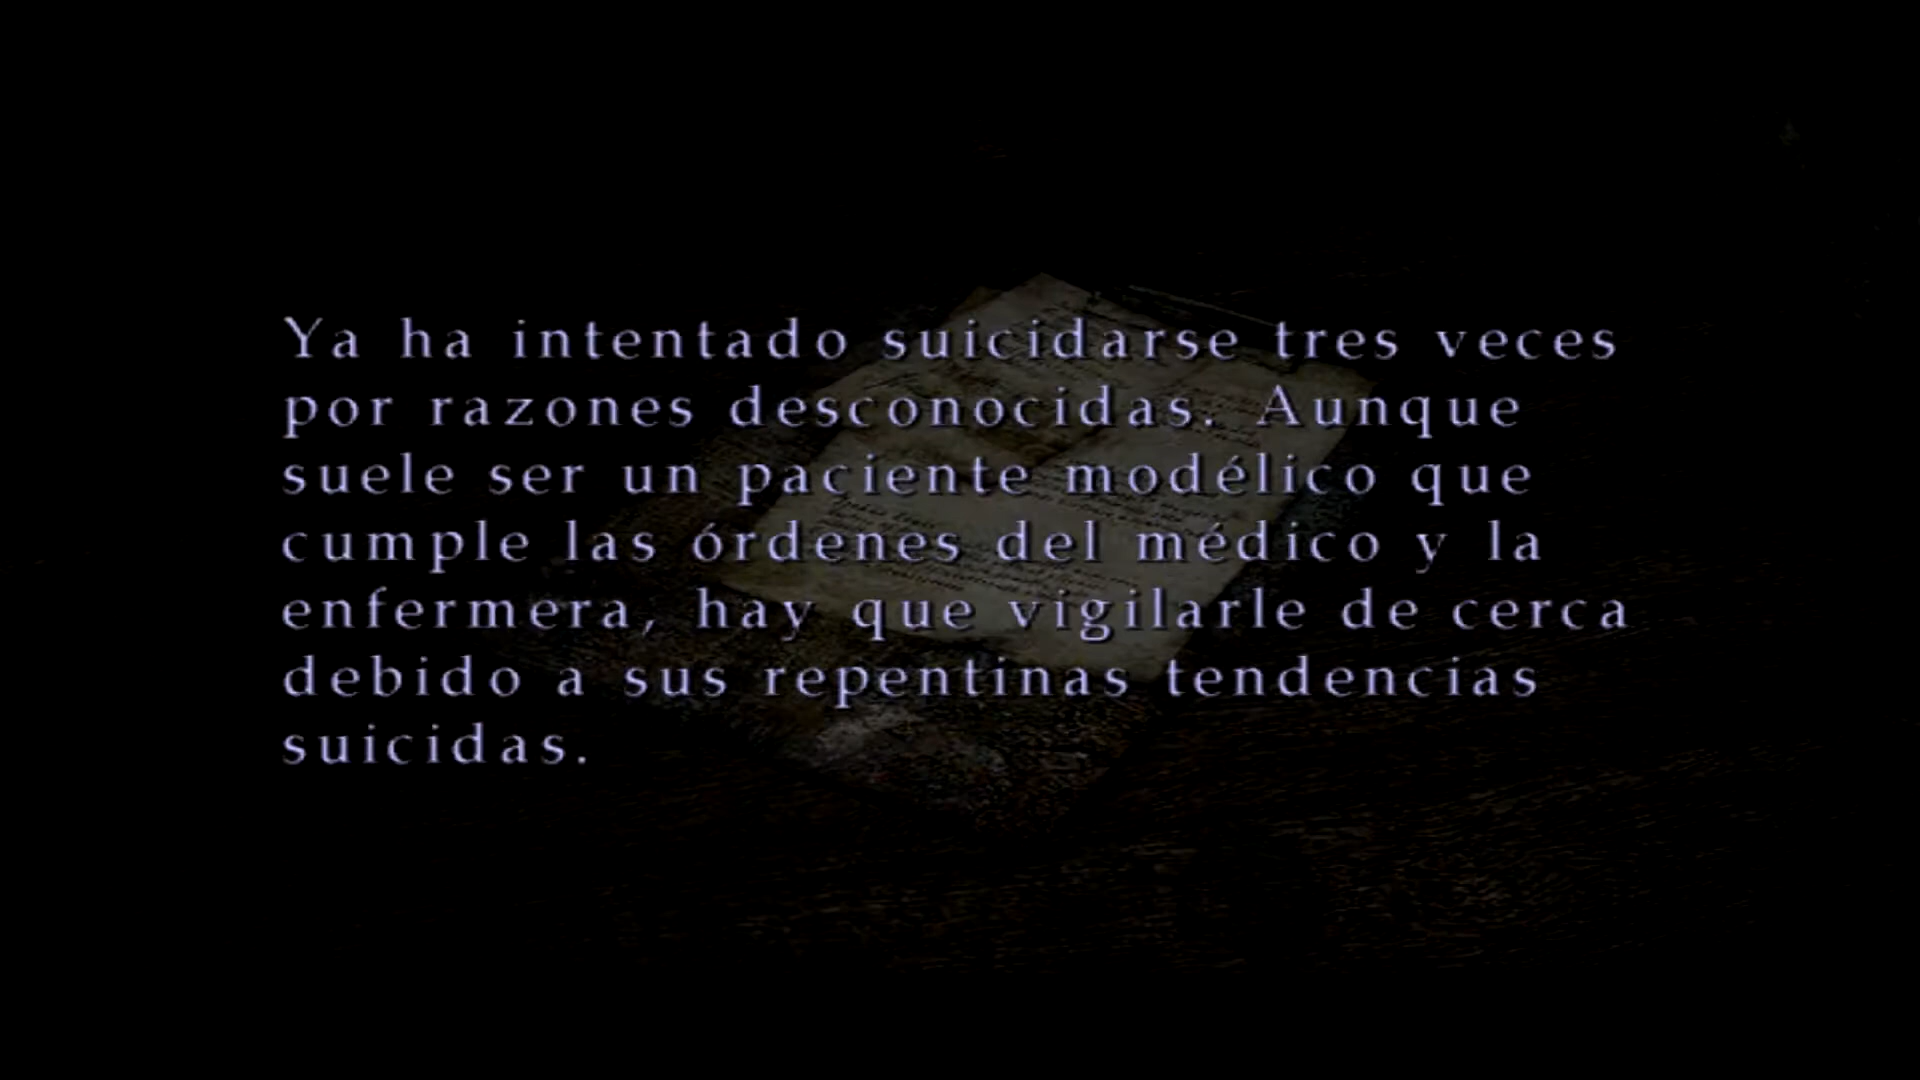 Ya ha intentado suicidarse tres veces
por razones desconocidas. Aunque
suele ser un paciente modélico que
cumple las órdenes del médico y la
enfermera, hay que vigilarle de cerca
debido a sus repentinas tendencias
suicidas.